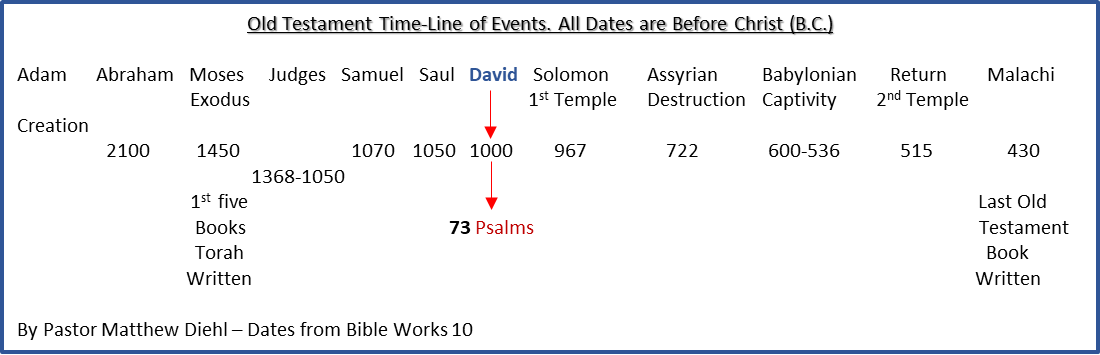 Old Testament Time-Line of Events. All Dates are Before Christ (B.C.)
Adam Abraham Moses Judges Samuel Saul David Solomon Assyrian Babylonian Return Malachi
Exodus 1st Temple Destruction Captivity 2nd Temple
Creation
2100 1450 1070 1050 1000 967 722 600-536 515 430
1368-1050
1st five Last Old
Books 73 Psalms Testament
Torah Book
Written Written
By Pastor Matthew Diehl – Dates from Bible Works 10